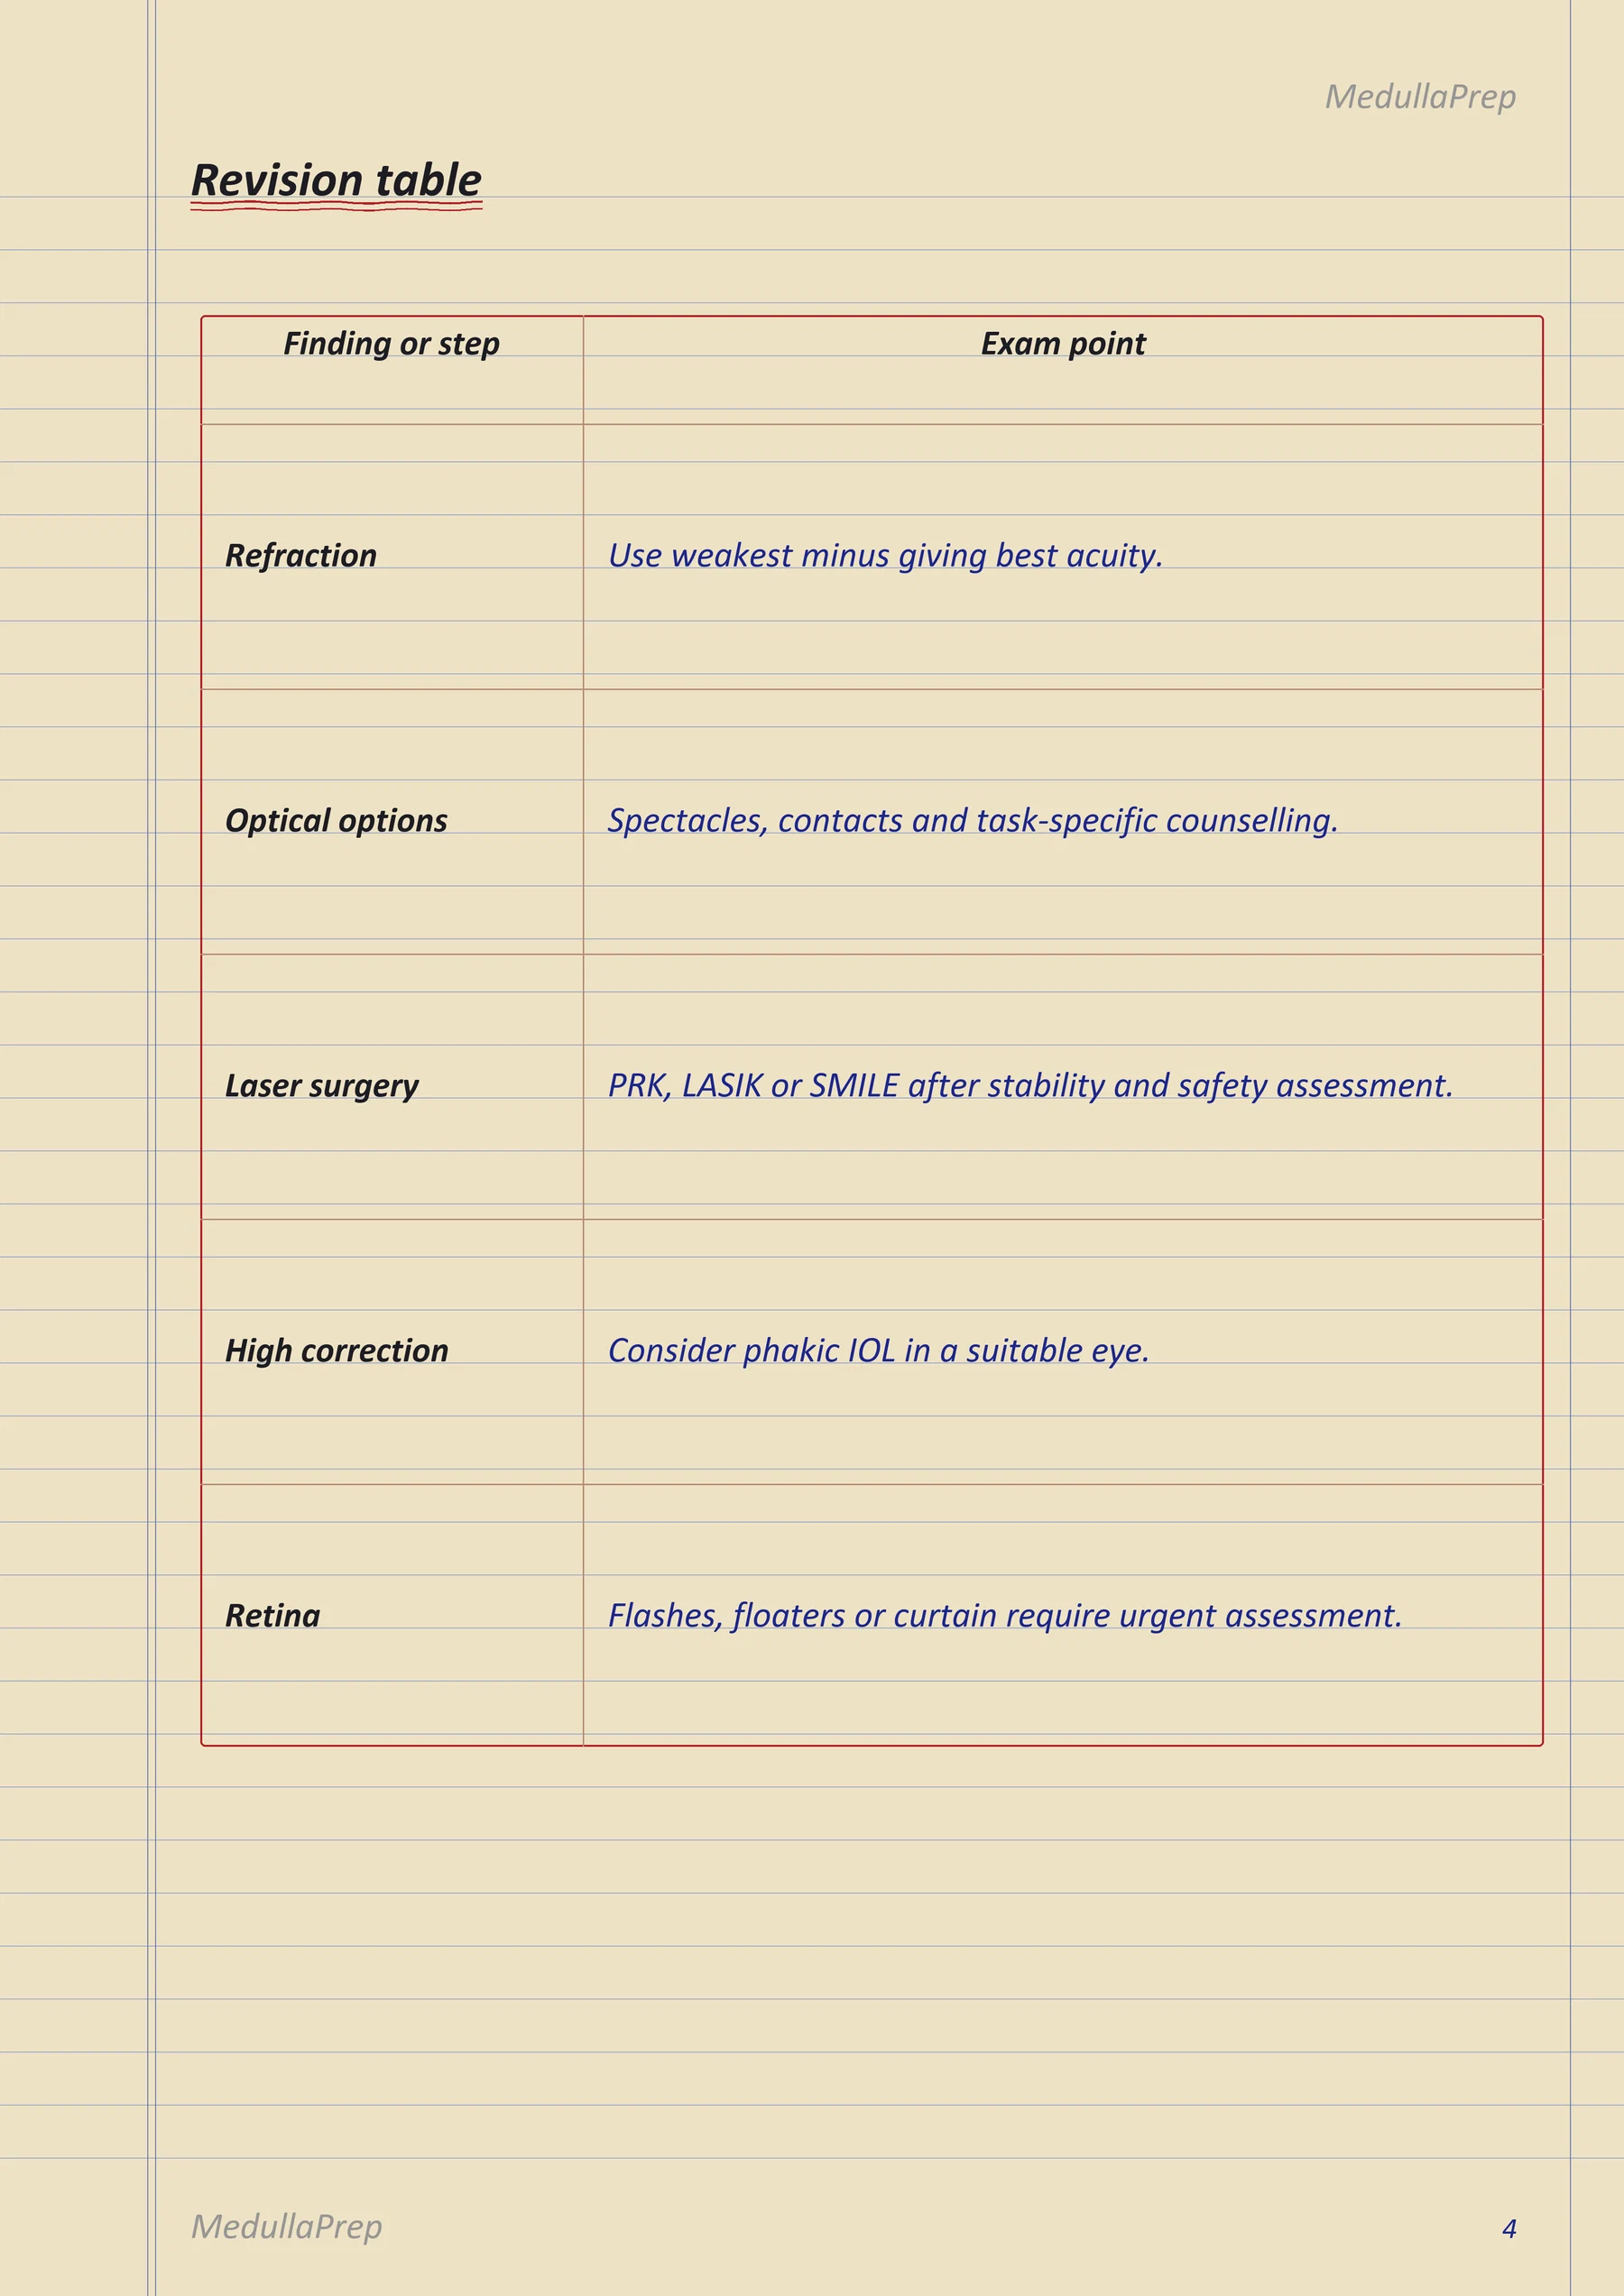 MedullaPrep
Revision table
Finding or step
Exam point
Refraction
Use weakest minus giving best acuity.
Optical options
Spectacles, contacts and task-specific counselling.
Laser surgery
PRK, LASIK or SMILE after stability and safety assessment.
High correction
Consider phakic IOL in a suitable eye.
Retina
Flashes, floaters or curtain require urgent assessment.
MedullaPrep
4